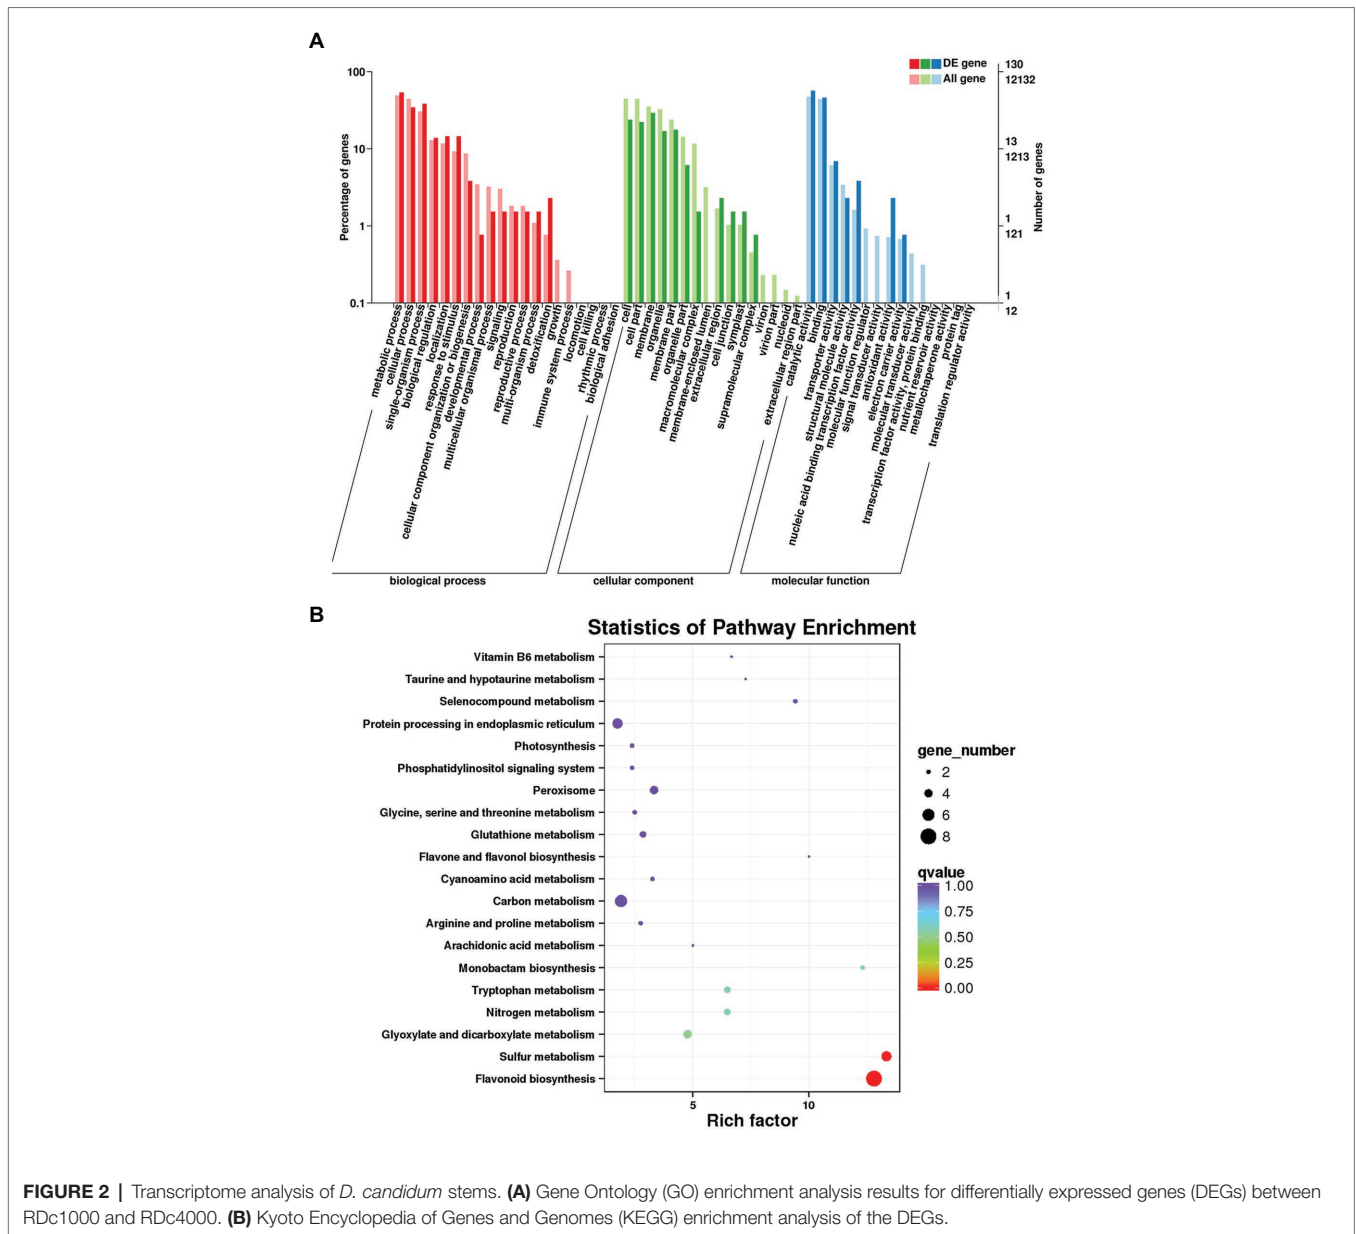 A
DE gene
All gene
Percentage of genes
100
10
1
0.1
130
12132
13
1213
1
121
1
12
Number of genes
metabolic process
cellular process
single-organism process
biological regulation
localization
response to stimulus
cellular component organization or biogenesis
developmental process
multicellular organismal process
signaling
reproduction
reproductive process
multi-organism process
detoxification
growth
immune system process
locomotion
cell killing
rhythmic process
biological adhesion
cell
cell part
membrane
organelle
membrane part
organelle part
macromolecular complex
membrane-enclosed lumen
extracellular region
cell junction
symplast
supramolecular complex
virion
virion part
nucleoid
extracellular region part
catalytic activity
binding
transporter activity
structural molecule activity
nucleic acid binding transcription factor activity
molecular function regulator
signal transducer activity
antioxidant activity
electron carrier activity
molecular transducer activity
transcription factor activity, protein binding
nutrient reservoir activity
metallochaperone activity
protein tag
translation regulator activity
biological process
cellular component
molecular function
B
Statistics of Pathway Enrichment
Vitamin B6 metabolism
Taurine and hypotaurine metabolism
Selenocompound metabolism
Protein processing in endoplasmic reticulum
Photosynthesis
Phosphatidylinositol signaling system
Peroxisome
Glycine, serine and threonine metabolism
Glutathione metabolism
Flavone and flavonol biosynthesis
Cyanoamino acid metabolism
Carbon metabolism
Arginine and proline metabolism
Arachidonic acid metabolism
Monobactam biosynthesis
Tryptophan metabolism
Nitrogen metabolism
Glyoxylate and dicarboxylate metabolism
Sulfur metabolism
Flavonoid biosynthesis
5
10
Rich factor
gene_number
2
4
6
8
qvalue
1.00
0.75
0.50
0.25
0.00
FIGURE 2 | Transcriptome analysis of D. candidum stems. (A) Gene Ontology (GO) enrichment analysis results for differentially expressed genes (DEGs) between
RDc1000 and RDc4000. (B) Kyoto Encyclopedia of Genes and Genomes (KEGG) enrichment analysis of the DEGs.